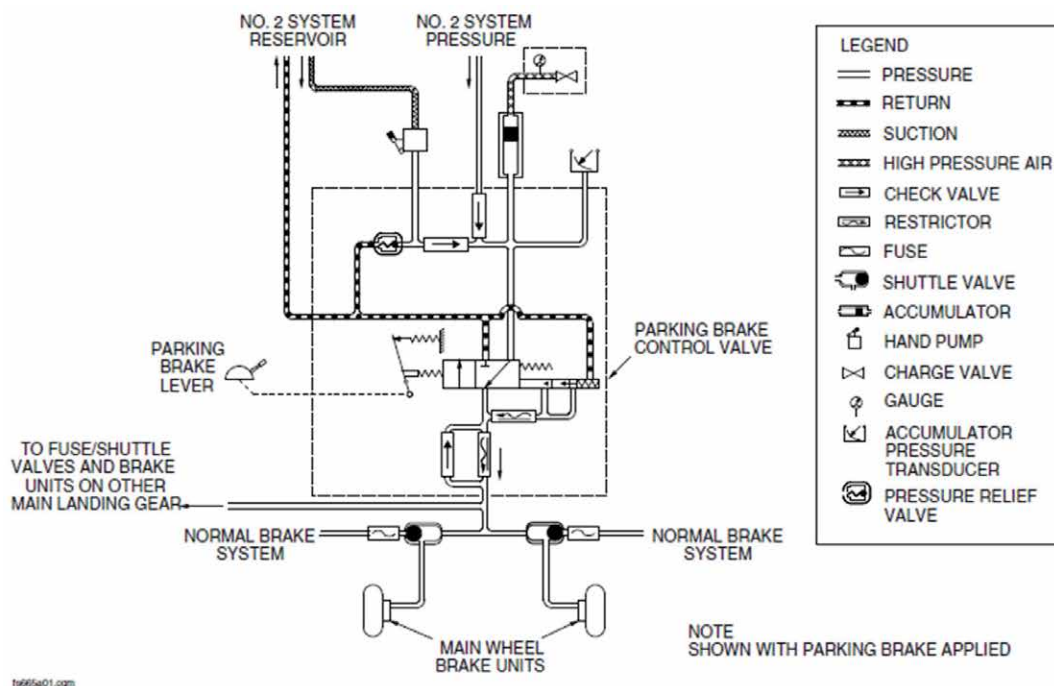 NO. 2 SYSTEM
RESERVOIR
NO. 2 SYSTEM
PRESSURE
PARKING
BRAKE
LEVER
PARKING BRAKE
CONTROL VALVE
TO FUSE/SHUTTLE
VALVES AND BRAKE
UNITS ON OTHER
MAIN LANDING GEAR
NORMAL BRAKE
SYSTEM
NORMAL BRAKE
SYSTEM
MAIN WHEEL
BRAKE UNITS
LEGEND
PRESSURE
RETURN
SUCTION
HIGH PRESSURE AIR
CHECK VALVE
RESTRICTOR
FUSE
SHUTTLE VALVE
ACCUMULATOR
HAND PUMP
CHARGE VALVE
GAUGE
ACCUMULATOR
PRESSURE
TRANSDUCER
PRESSURE RELIEF
VALVE
NOTE
SHOWN WITH PARKING BRAKE APPLIED